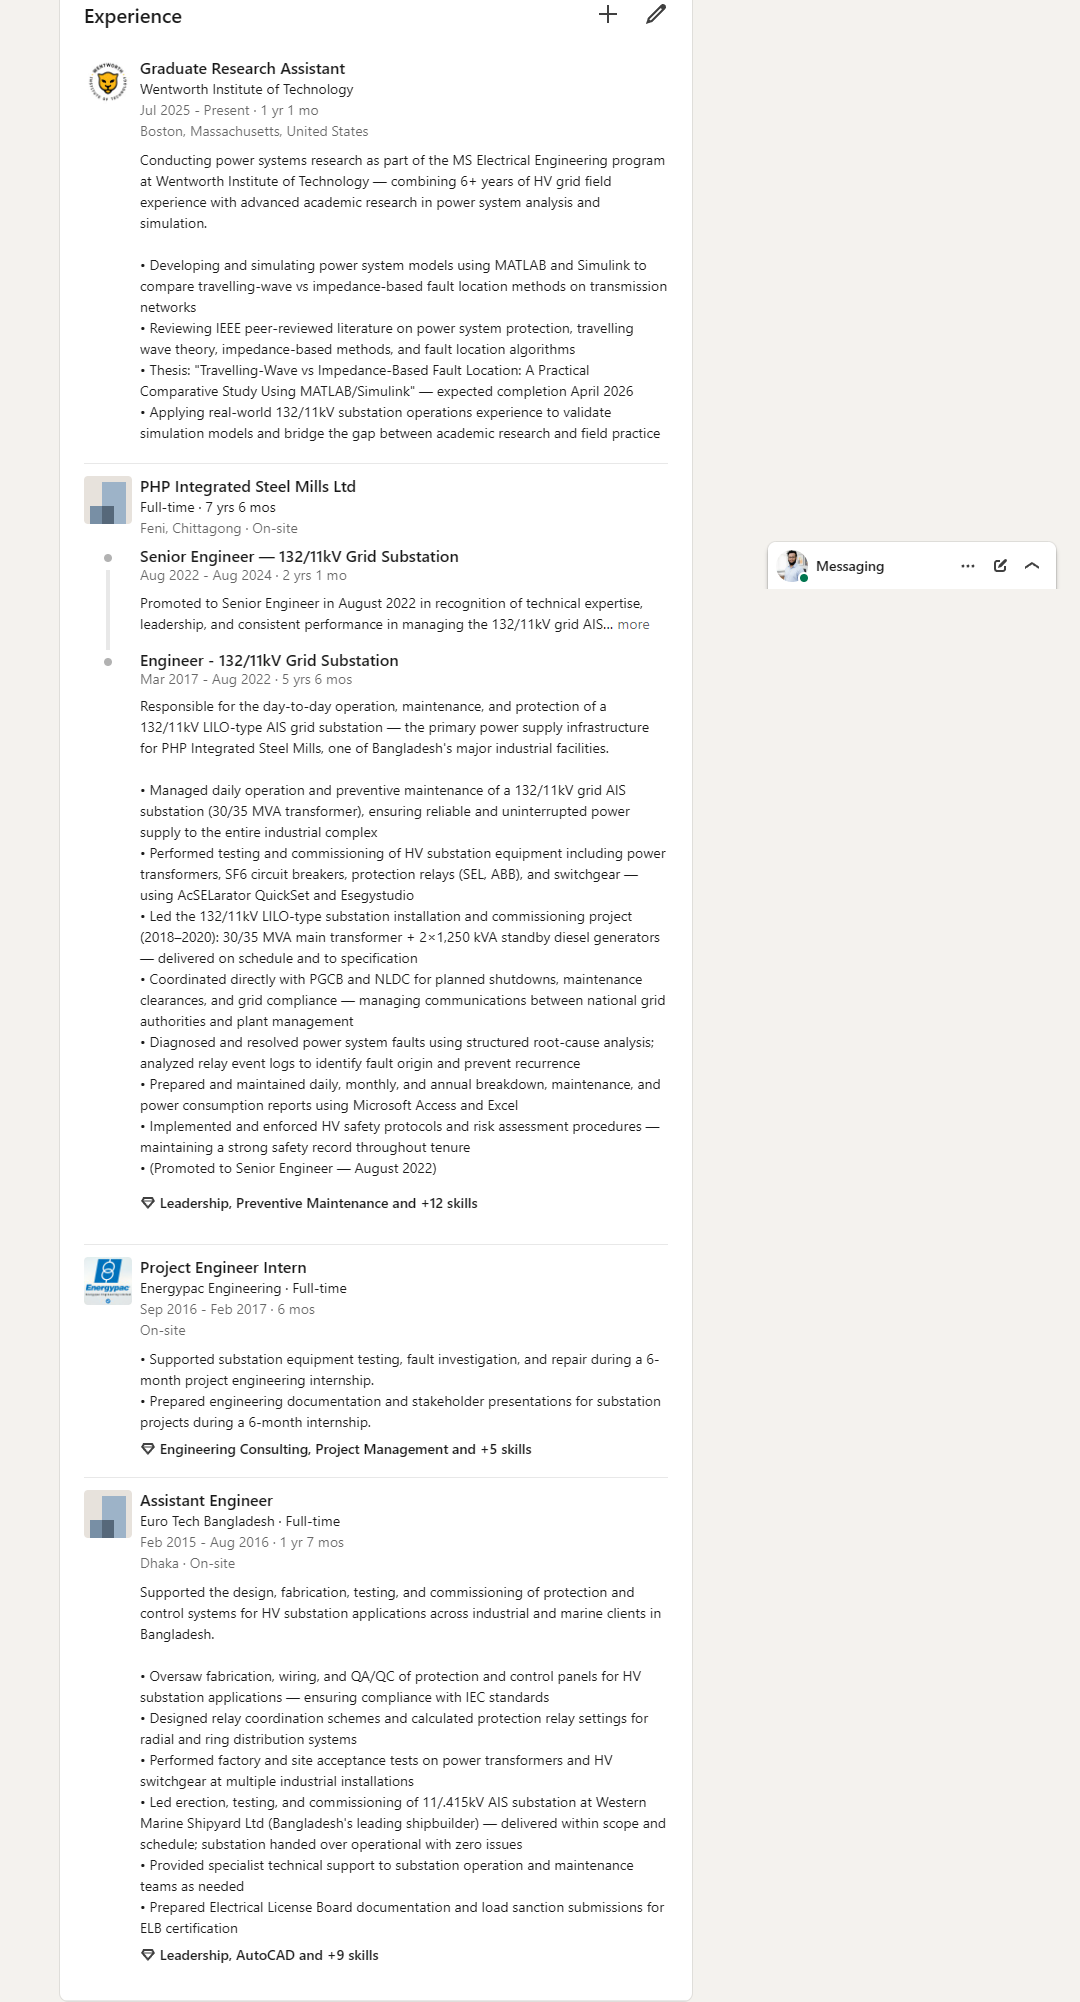 Experience
Graduate Research Assistant
Wentworth Institute of Technology
Jul 2025 - Present · 1 yr 1 mo
Boston, Massachusetts, United States
Conducting power systems research as part of the MS Electrical Engineering program
at Wentworth Institute of Technology — combining 6+ years of HV grid field
experience with advanced academic research in power system analysis and
simulation.
• Developing and simulating power system models using MATLAB and Simulink to
compare travelling-wave vs impedance-based fault location methods on transmission
networks
• Reviewing IEEE peer-reviewed literature on power system protection, travelling
wave theory, impedance-based methods, and fault location algorithms
• Thesis: "Travelling-Wave vs Impedance-Based Fault Location: A Practical
Comparative Study Using MATLAB/Simulink" — expected completion April 2026
• Applying real-world 132/11kV substation operations experience to validate
simulation models and bridge the gap between academic research and field practice
PHP Integrated Steel Mills Ltd
Full-time · 7 yrs 6 mos
Feni, Chittagong · On-site
Senior Engineer — 132/11kV Grid Substation
Aug 2022 - Aug 2024 · 2 yrs 1 mo
Promoted to Senior Engineer in August 2022 in recognition of technical expertise,
leadership, and consistent performance in managing the 132/11kV grid AIS... more
Messaging
Engineer - 132/11kV Grid Substation
Mar 2017 - Aug 2022 · 5 yrs 6 mos
Responsible for the day-to-day operation, maintenance, and protection of a
132/11kV LILO-type AIS grid substation — the primary power supply infrastructure
for PHP Integrated Steel Mills, one of Bangladesh's major industrial facilities.
• Managed daily operation and preventive maintenance of a 132/11kV grid AIS
substation (30/35 MVA transformer), ensuring reliable and uninterrupted power
supply to the entire industrial complex
• Performed testing and commissioning of HV substation equipment including power
transformers, SF6 circuit breakers, protection relays (SEL, ABB), and switchgear —
using AcSELarator QuickSet and Esegystudio
• Led the 132/11kV LILO-type substation installation and commissioning project
(2018–2020): 30/35 MVA main transformer + 2×1,250 kVA standby diesel generators
— delivered on schedule and to specification
• Coordinated directly with PGCB and NLDC for planned shutdowns, maintenance
clearances, and grid compliance — managing communications between national grid
authorities and plant management
• Diagnosed and resolved power system faults using structured root-cause analysis;
analyzed relay event logs to identify fault origin and prevent recurrence
• Prepared and maintained daily, monthly, and annual breakdown, maintenance, and
power consumption reports using Microsoft Access and Excel
• Implemented and enforced HV safety protocols and risk assessment procedures —
maintaining a strong safety record throughout tenure
• (Promoted to Senior Engineer — August 2022)
Leadership, Preventive Maintenance and +12 skills
Energypac
Project Engineer Intern
Energypac Engineering · Full-time
Sep 2016 - Feb 2017 · 6 mos
On-site
• Supported substation equipment testing, fault investigation, and repair during a 6-
month project engineering internship.
• Prepared engineering documentation and stakeholder presentations for substation
projects during a 6-month internship.
Engineering Consulting, Project Management and +5 skills
Assistant Engineer
Euro Tech Bangladesh · Full-time
Feb 2015 - Aug 2016 · 1 yr 7 mos
Dhaka · On-site
Supported the design, fabrication, testing, and commissioning of protection and
control systems for HV substation applications across industrial and marine clients in
Bangladesh.
• Oversaw fabrication, wiring, and QA/QC of protection and control panels for HV
substation applications — ensuring compliance with IEC standards
• Designed relay coordination schemes and calculated protection relay settings for
radial and ring distribution systems
• Performed factory and site acceptance tests on power transformers and HV
switchgear at multiple industrial installations
• Led erection, testing, and commissioning of 11/.415kV AIS substation at Western
Marine Shipyard Ltd (Bangladesh's leading shipbuilder) — delivered within scope and
schedule; substation handed over operational with zero issues
• Provided specialist technical support to substation operation and maintenance
teams as needed
• Prepared Electrical License Board documentation and load sanction submissions for
ELB certification
Leadership, AutoCAD and +9 skills